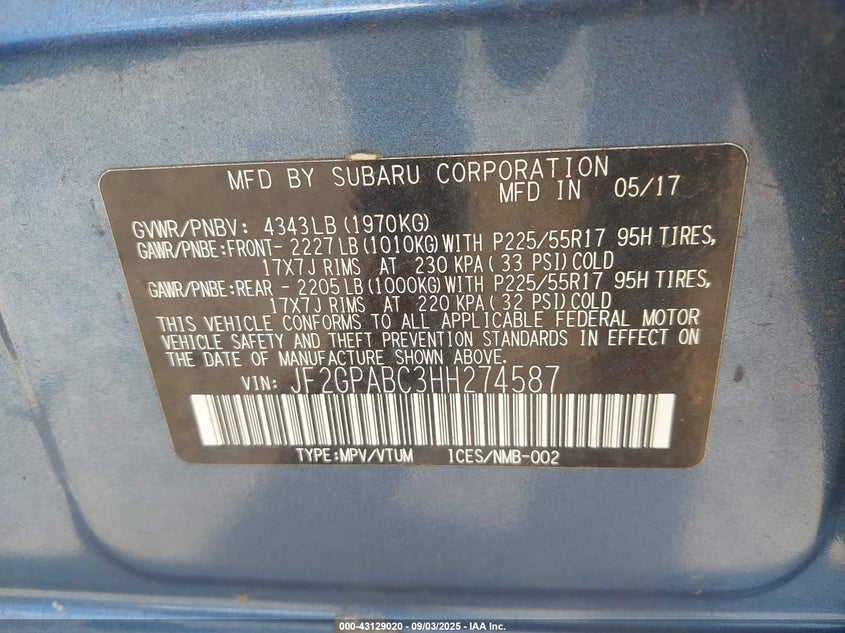 MFD BY SUBARU CORPORATION
MFD IN 05/17
GVWR/PNBV: 4343LB(1970KG)
GAWR/PNBE:FRONT- 2227LB(1010KG)WITH P225/55R17 95H TIRES,
17X7J RIMS AT 230 KPA( 33 PSI)COLD
GAWR/PNBE:REAR - 2205LB(1000KG)WITH P225/55R17 95H TIRES,
17X7J RIMS AT 220 KPA( 32 PSI)COLD
THIS VEHICLE CONFORMS TO ALL APPLICABLE FEDERAL MOTOR
VEHICLE SAFETY AND THEFT PREVENTION STANDARDS IN EFFECT ON
THE DATE OF MANUFACTURE SHOWN ABOVE.
VIN: JF2GPABC3HH274587
TYPE:MPV/VTUM ICES/NMB-002
000-43129020 - 09/03/2025 - IAA Inc.